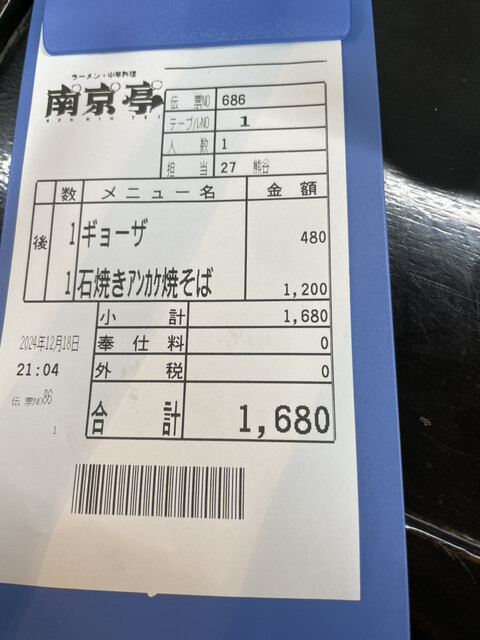 ラーメン・中華料理
南京亭
NANKIN TEI
伝票NO 686
テーブルNO 1
人数 1
担当 27 熊谷
数 メニュー名 金額
後 1 ギョーザ 480
1 石焼きアンカケ焼そば 1,200
小計 1,680
奉仕料 0
外税 0
合計 1,680
2024年12月18日
21:04
伝票NO86
1